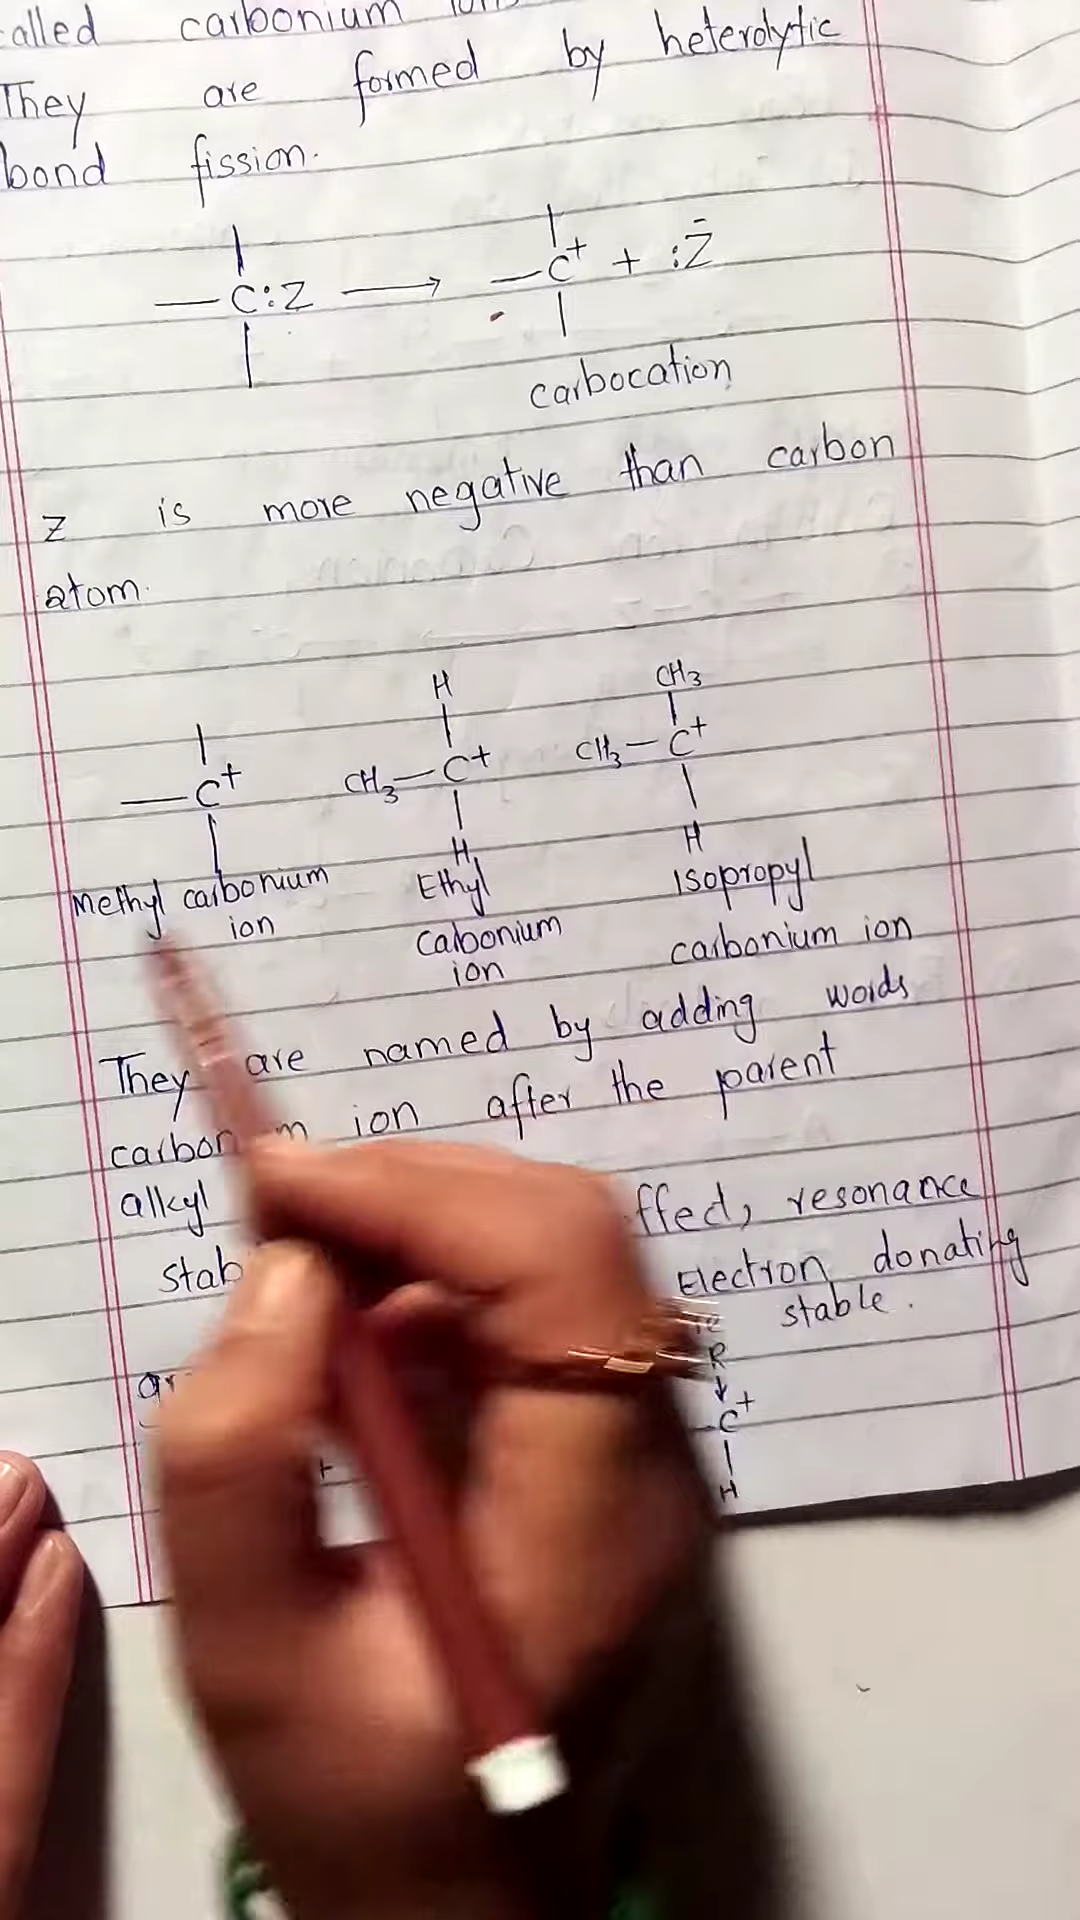 called carbonium ions
They are formed by heterolytic
bond fission.
—C:Z → —C+ + :Z̄
carbocation
Z is more negative than carbon
atom.
H CH3
—C+ CH3—C+ CH3—C+
H H
Methyl carbonium ion
Ethyl Carbonium ion
Isopropyl carbonium ion
They are named by adding words
ion after the parent
alkyl resonance
Electron donating
stable.
R
C+
H